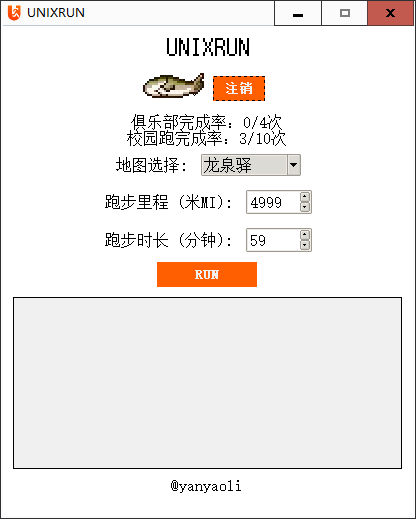 UNIXRUN
UNIXRUN
注销
俱乐部完成率：0/4次
校园跑完成率：3/10次
地图选择: 龙泉驿
跑步里程 (米MI): 4999
跑步时长 (分钟): 59
RUN
@yanyaoli